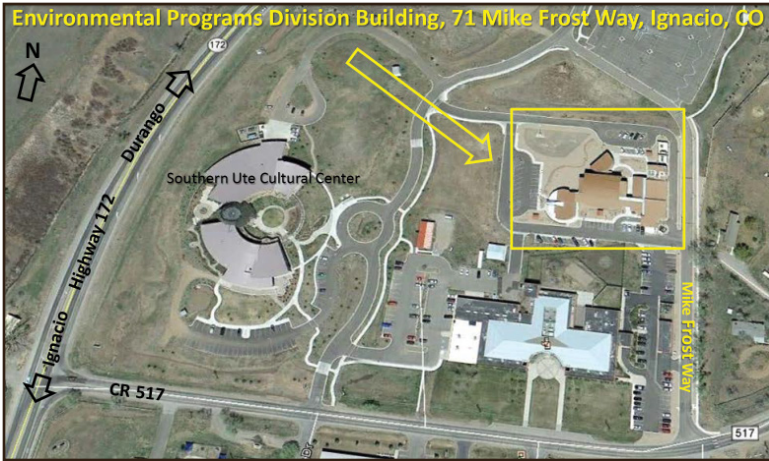 Environmental Programs Division Building, 71 Mike Frost Way, Ignacio, CO
N
172
Durango
Southern Ute Cultural Center
Highway 172
Ignacio
CR 517
Mike Frost Way
517